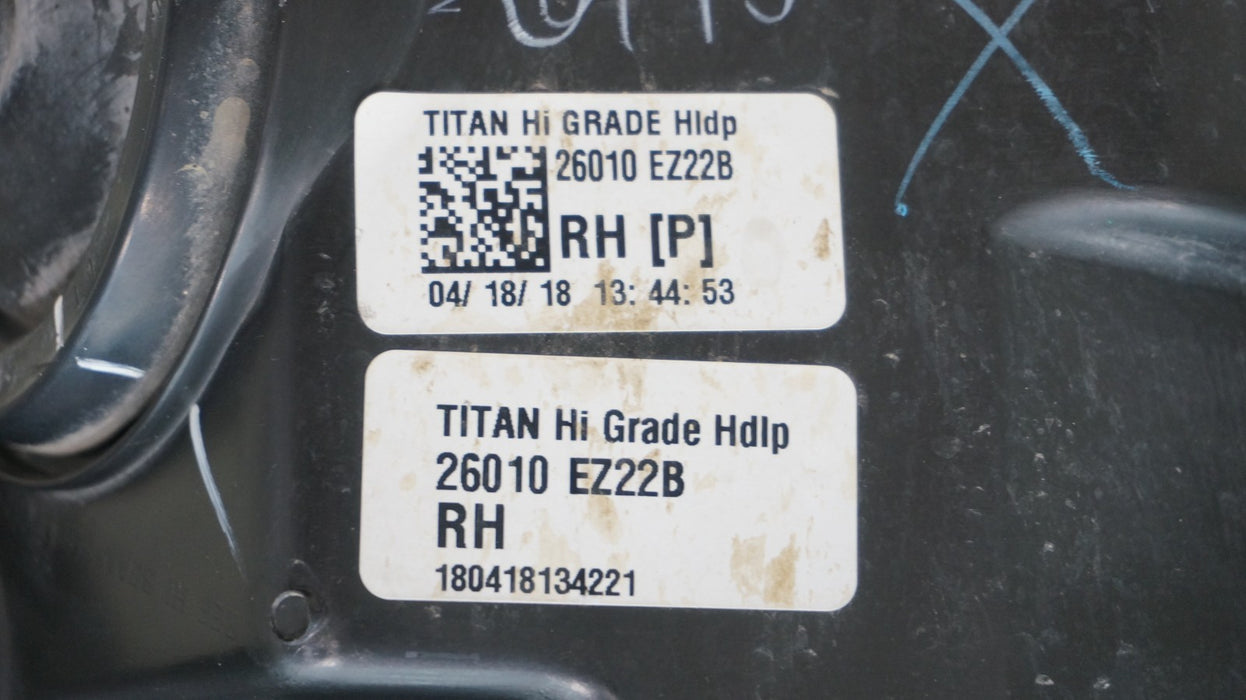 TITAN Hi GRADE Hldp
26010 EZ22B
RH [P]
04/ 18/ 18 13: 44: 53
TITAN Hi Grade Hdlp
26010 EZ22B
RH
180418134221